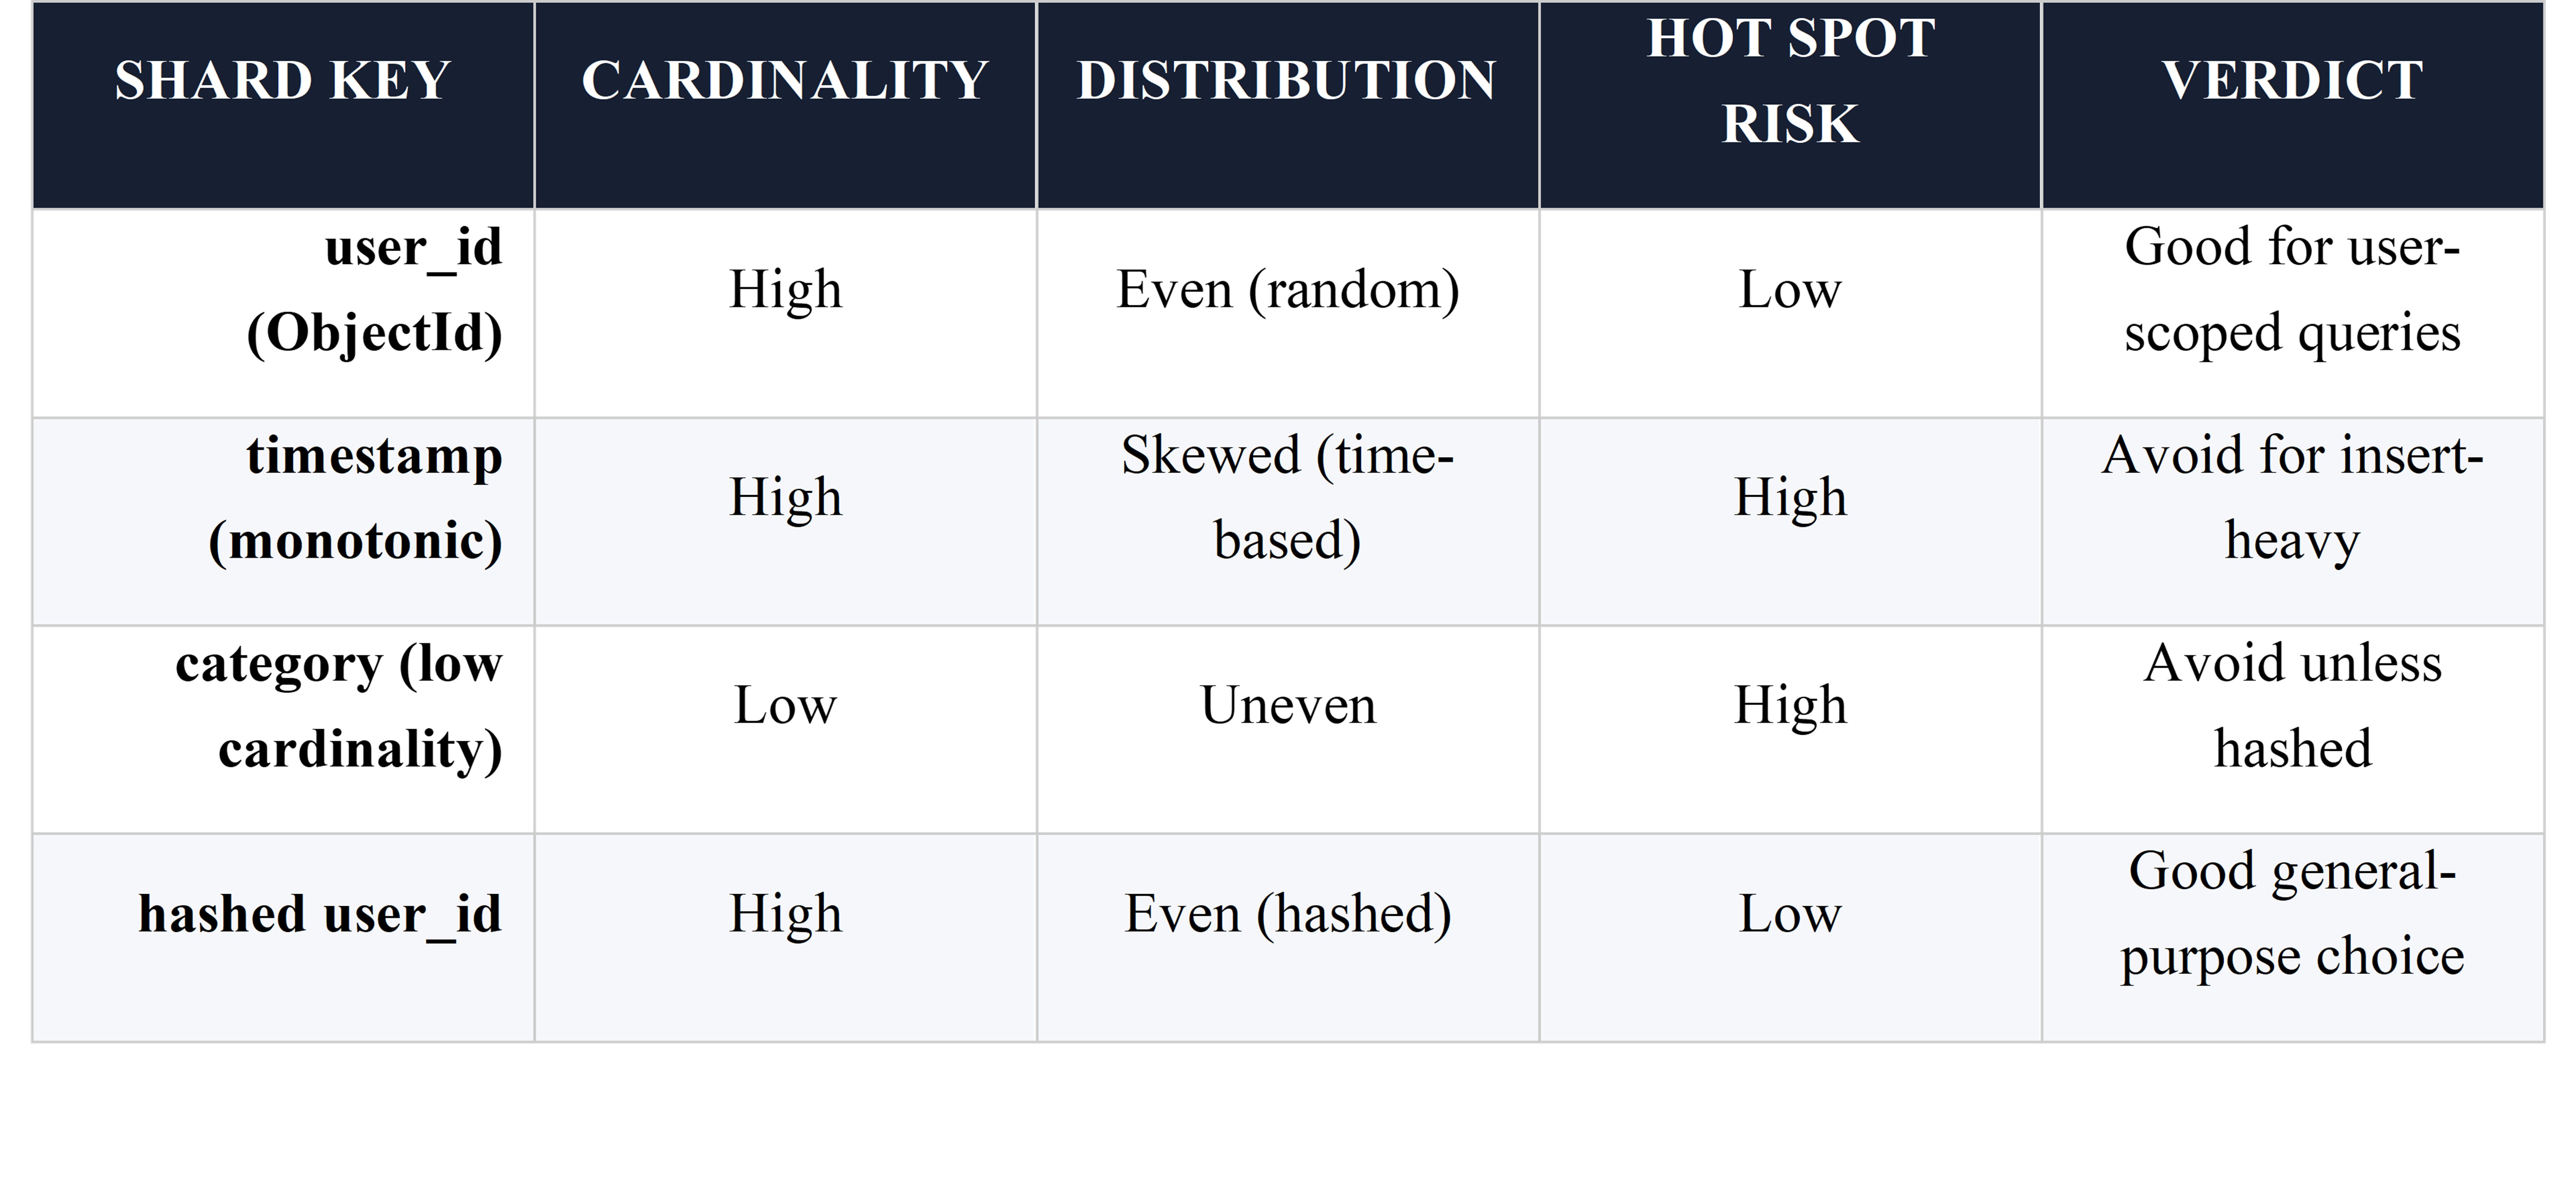 SHARD KEY
CARDINALITY
DISTRIBUTION
HOT SPOT
RISK
VERDICT
user_id
(ObjectId)
High
Even (random)
Low
Good for user-
scoped queries
timestamp
(monotonic)
High
Skewed (time-
based)
High
Avoid for insert-
heavy
category (low
cardinality)
Low
Uneven
High
Avoid unless
hashed
hashed user_id
High
Even (hashed)
Low
Good general-
purpose choice